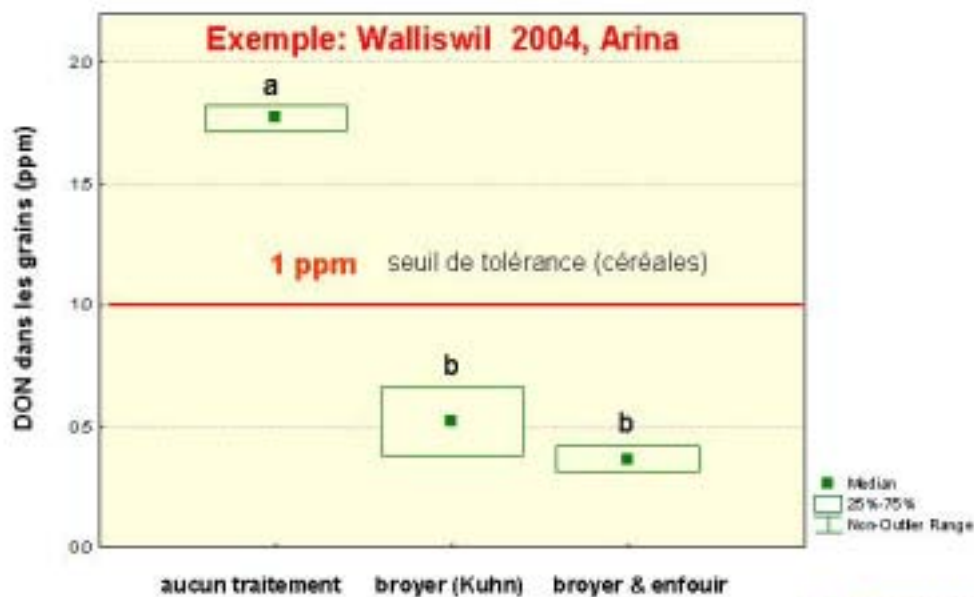 Exemple: Walliswil 2004, Arina
DON dans les grains (ppm)
2.0
a
1.5
1 ppm seuil de tolérance (céréales)
1.0
b
0.5
b
0.0
aucun traitement broyer (Kuhn) broyer & enfouir
Median
25%-75%
Non-Outlier Range